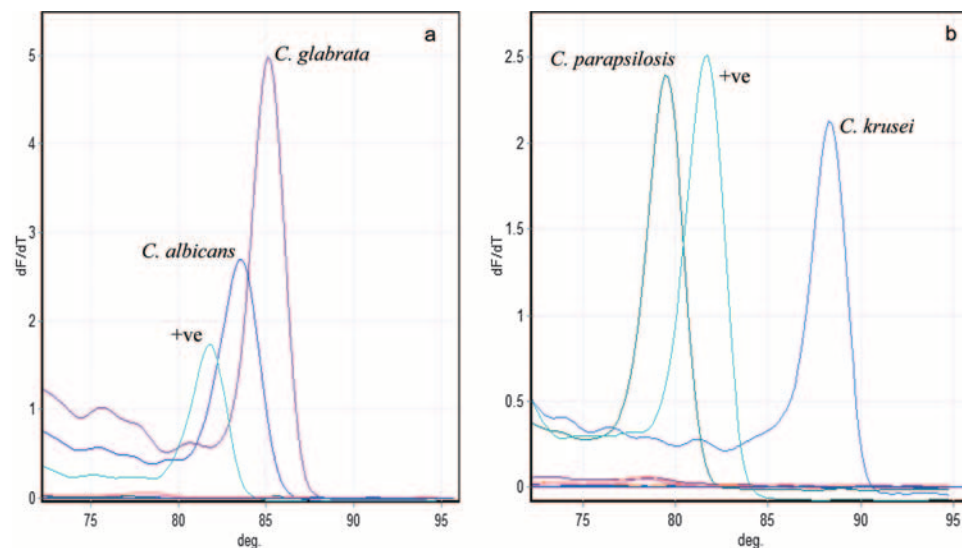 a
C. glabrata
C. albicans
+ve
dF/dT
5
4
3
2
1
0
75
80
85
90
95
deg.
b
C. parapsilosis
+ve
C. krusei
dF/dT
2.5
2
1.5
1
0.5
0
75
80
85
90
95
deg.